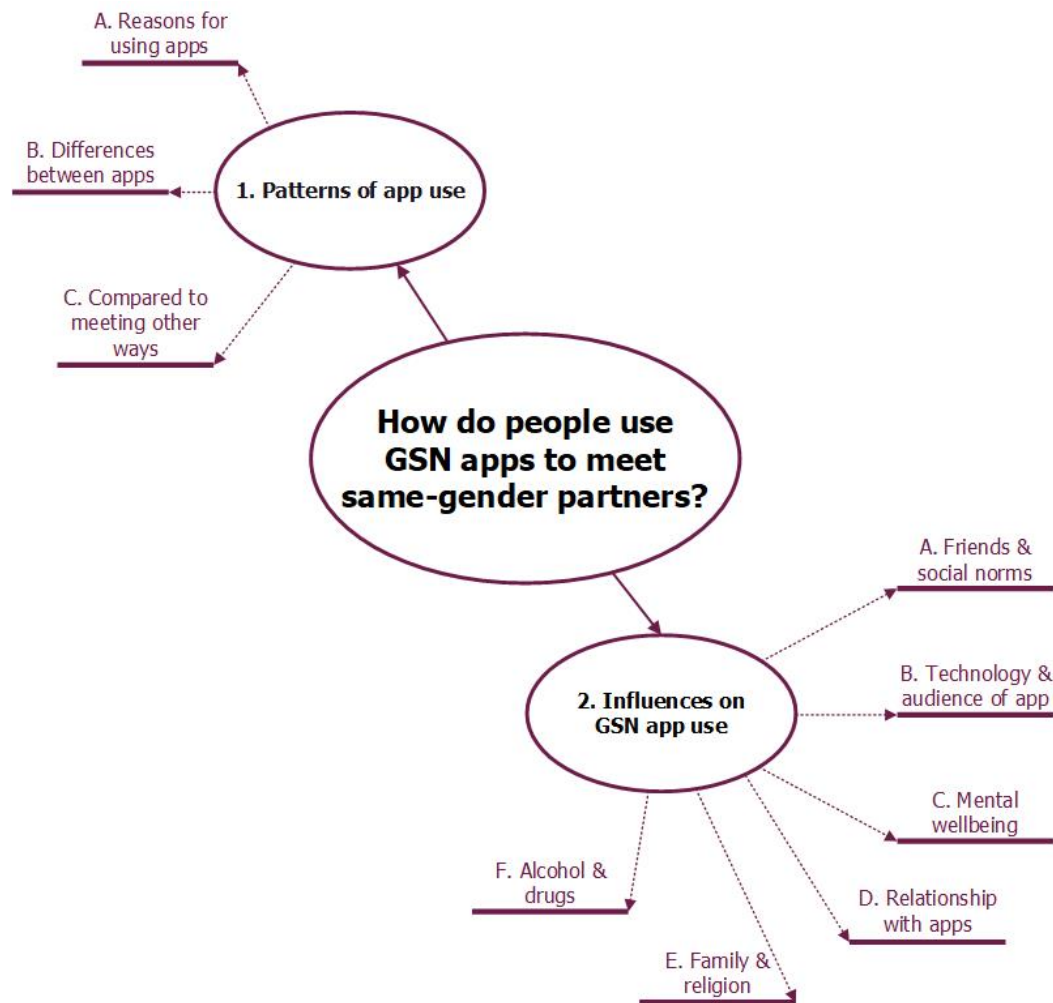 A. Reasons for
using apps
B. Differences
between apps
1. Patterns of app use
C. Compared to
meeting other
ways
How do people use
GSN apps to meet
same-gender partners?
A. Friends &
social norms
2. Influences on
GSN app use
B. Technology &
audience of app
C. Mental
wellbeing
D. Relationship
with apps
E. Family &
religion
F. Alcohol &
drugs